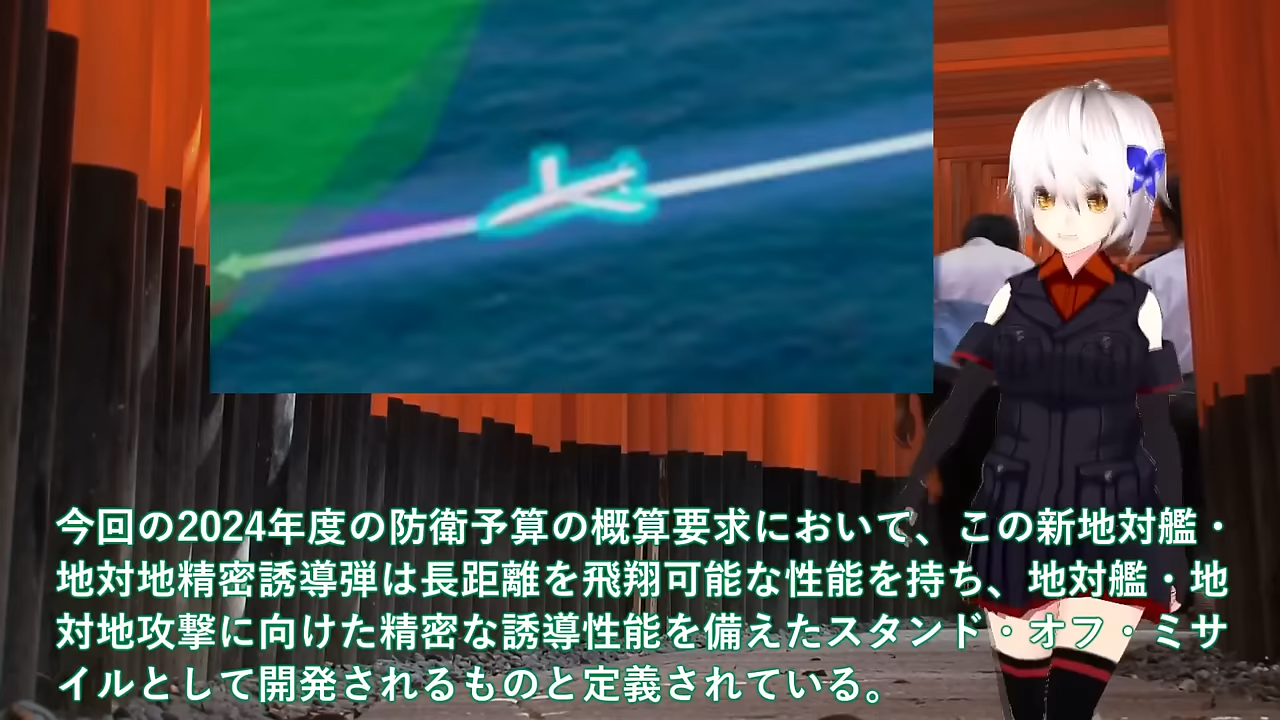 今回の2024年度の防衛予算の概算要求において、この新地対艦・
地対地精密誘導弾は長距離を飛翔可能な性能を持ち、地対艦・地
対地攻撃に向けた精密な誘導性能を備えたスタンド・オフ・ミサ
イルとして開発されるものと定義されている。